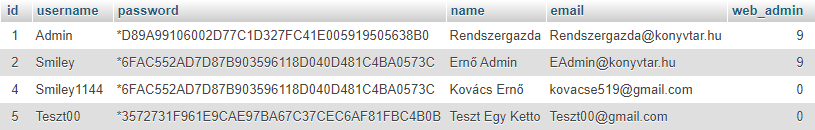 id username password name email web_admin
1 Admin *D89A99106002D77C1D327FC41E005919505638B0 Rendszergazda Rendszergazda@konyvtar.hu 9
2 Smiley *6FAC552AD7D87B903596118D040D481C4BA0573C Ernő Admin EAdmin@konyvtar.hu 9
4 Smiley1144 *6FAC552AD7D87B903596118D040D481C4BA0573C Kovács Ernő kovacse519@gmail.com 0
5 Teszt00 *3572731F961E9CAE97BA67C37CEC6AF81FBC4B0B Teszt Egy Ketto Teszt00@gmail.com 0